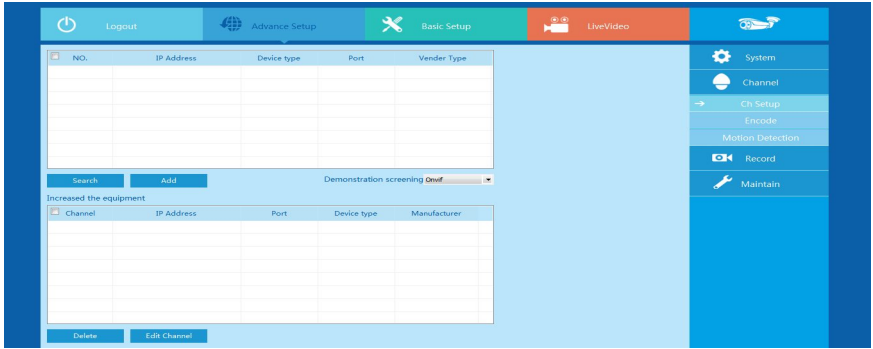 Logout Advance Setup Basic Setup LiveVideo
NO. IP Address Device type Port Vender Type
Search Add Demonstration screening Onvif
Increased the equipment
Channel IP Address Port Device type Manufacturer
Delete Edit Channel
System
Channel
Ch Setup
Encode
Motion Detection
Record
Maintain